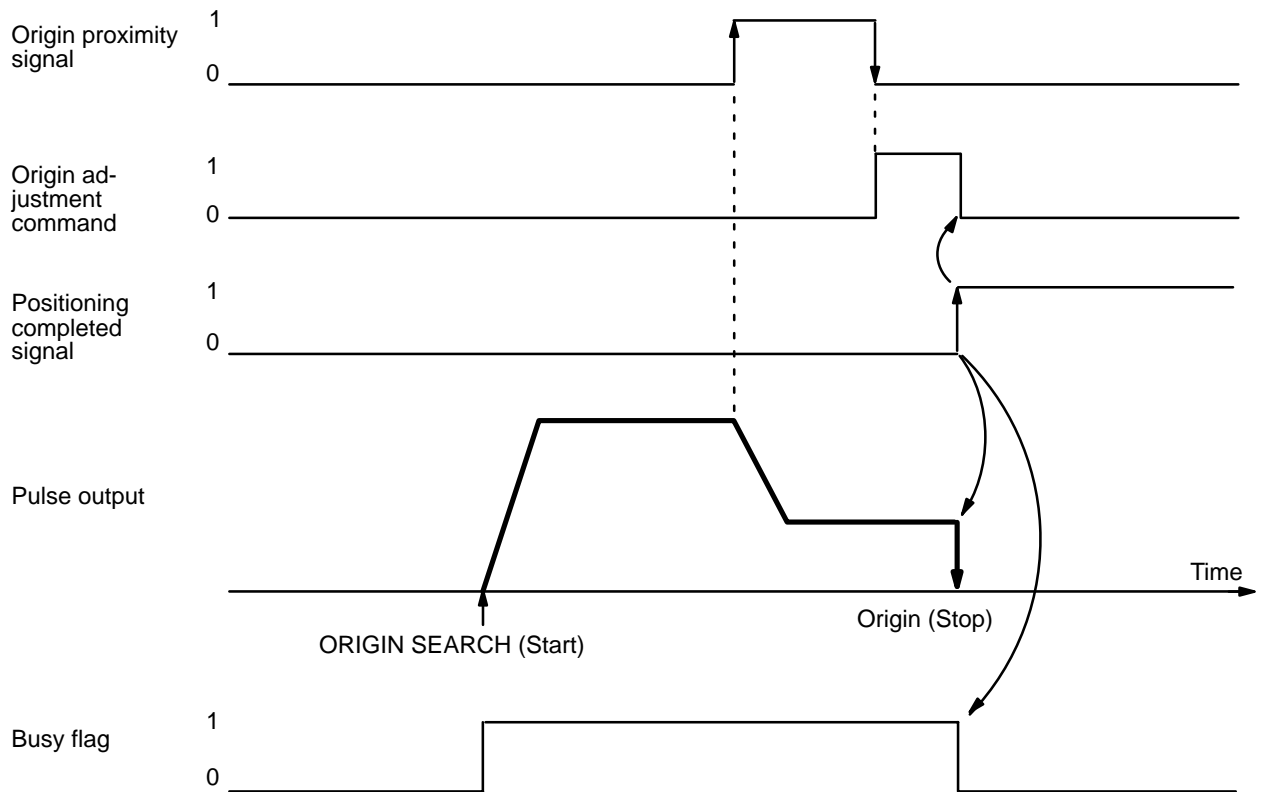 Origin proximity
signal
1
0
Origin ad-
justment
command
1
0
Positioning
completed
signal
1
0
Pulse output
Time
ORIGIN SEARCH (Start)
Origin (Stop)
Busy flag
1
0